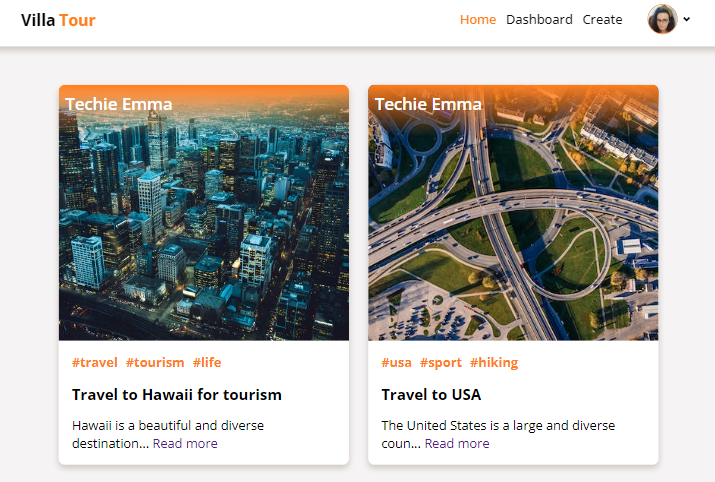 Villa Tour
Home Dashboard Create
Techie Emma
#travel #tourism #life
Travel to Hawaii for tourism
Hawaii is a beautiful and diverse
destination... Read more
Techie Emma
#usa #sport #hiking
Travel to USA
The United States is a large and diverse
coun... Read more